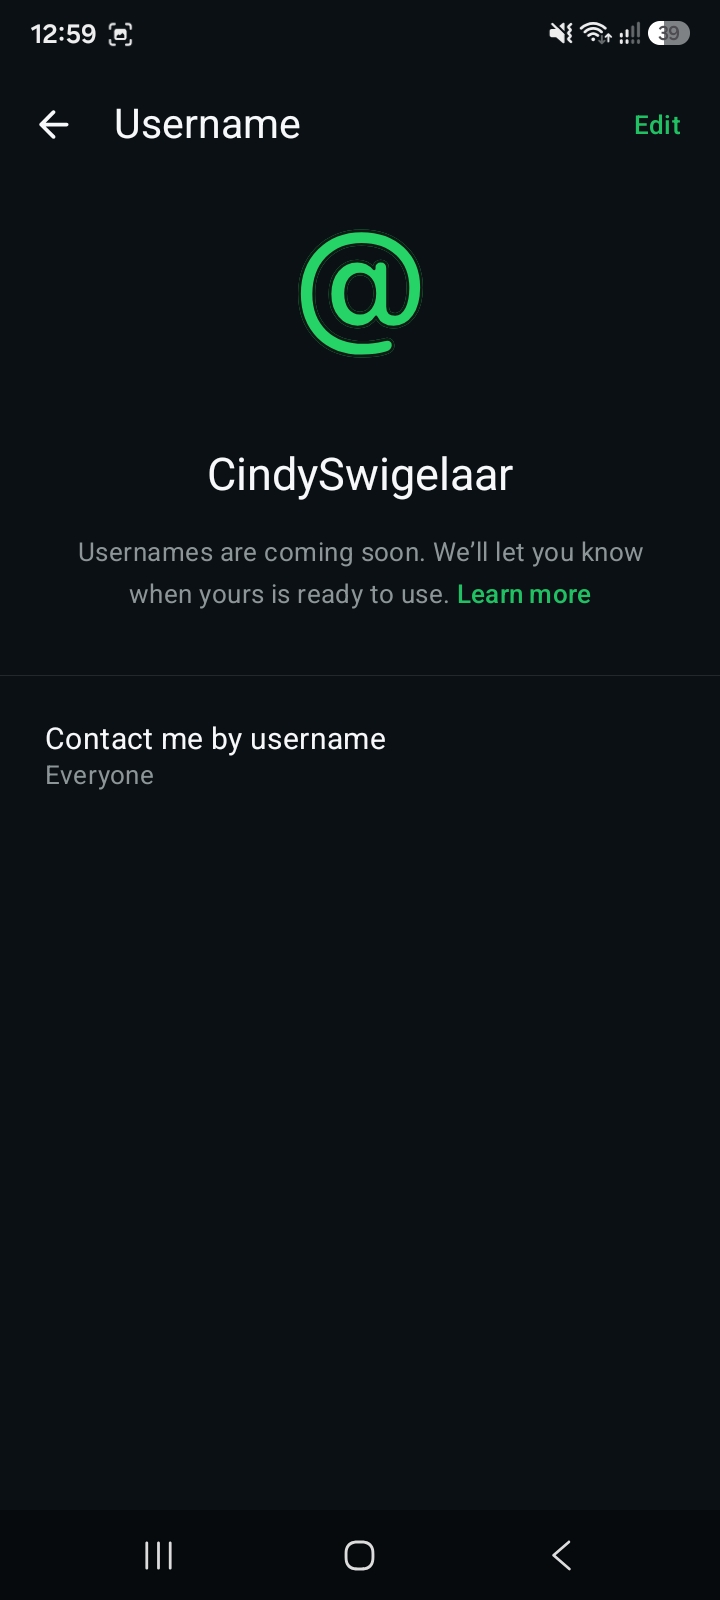 12:59
39
Username
Edit
@
CindySwigelaar
Usernames are coming soon. We’ll let you know
when yours is ready to use. Learn more
Contact me by username
Everyone